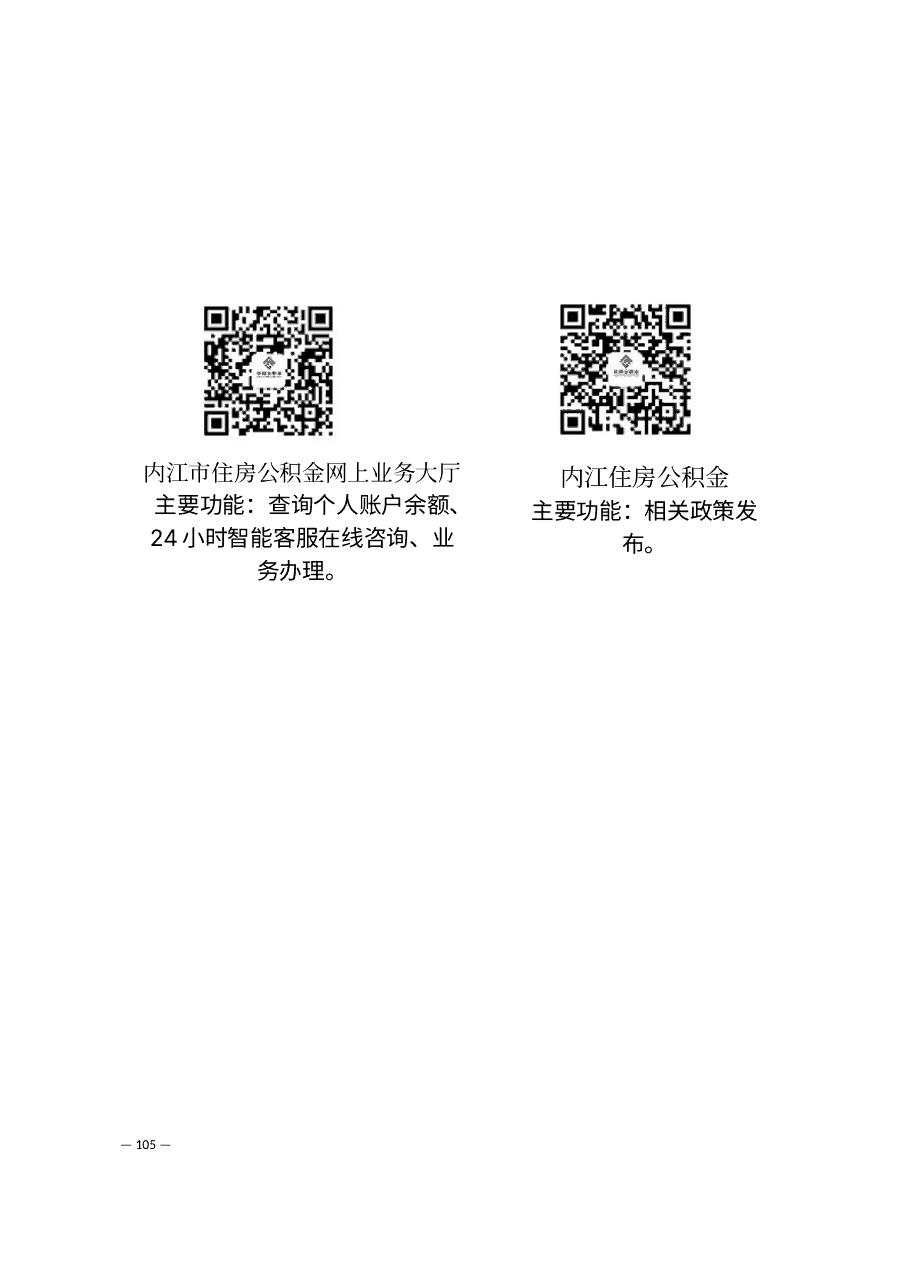 内江市住房公积金网上业务大厅
主要功能：查询个人账户余额、
24 小时智能客服在线咨询、业
务办理。
内江住房公积金
主要功能：相关政策发
布。
— 105 —